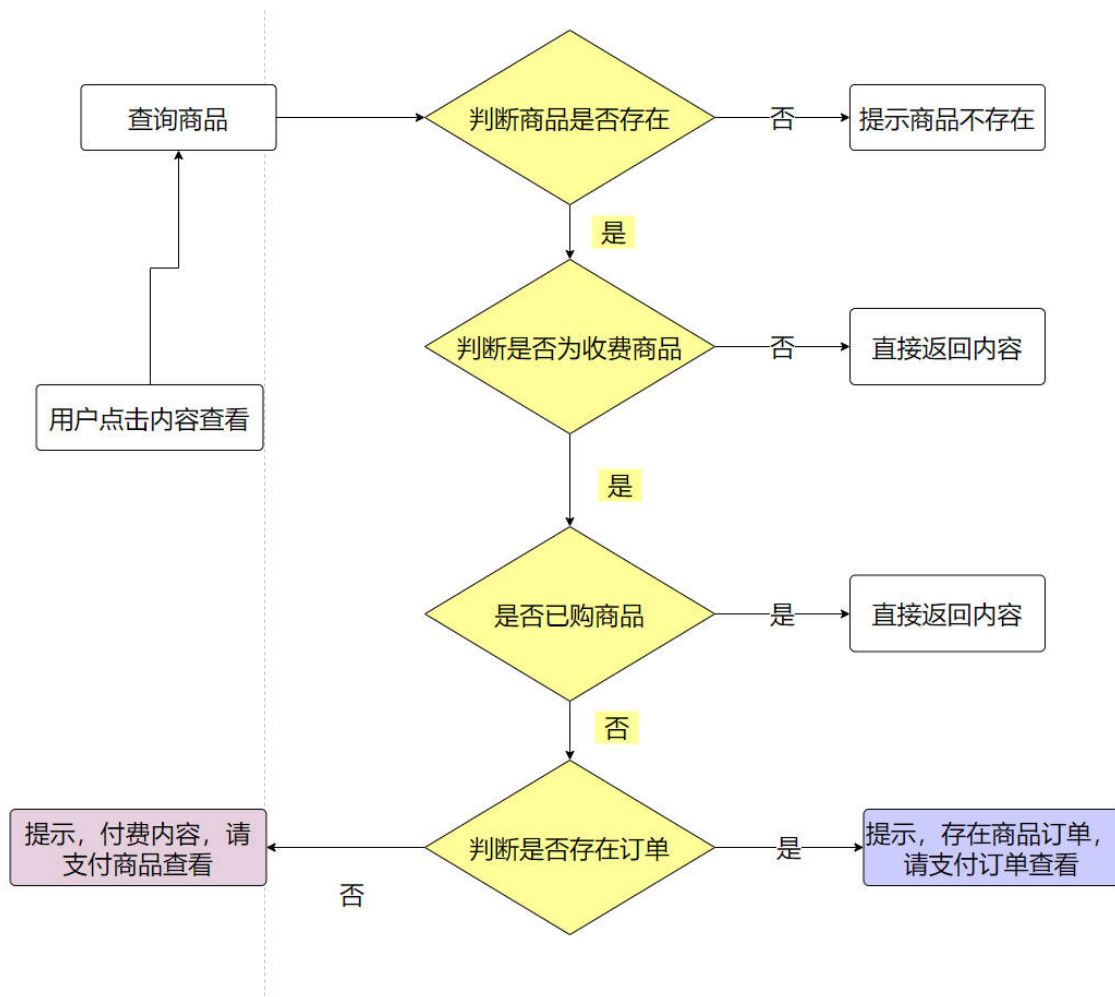 查询商品
判断商品是否存在
否
提示商品不存在
是
判断是否为收费商品
否
直接返回内容
用户点击内容查看
是
是否已购商品
是
直接返回内容
否
提示，付费内容，请
支付商品查看
判断是否存在订单
是
提示，存在商品订单，
请支付订单查看
否